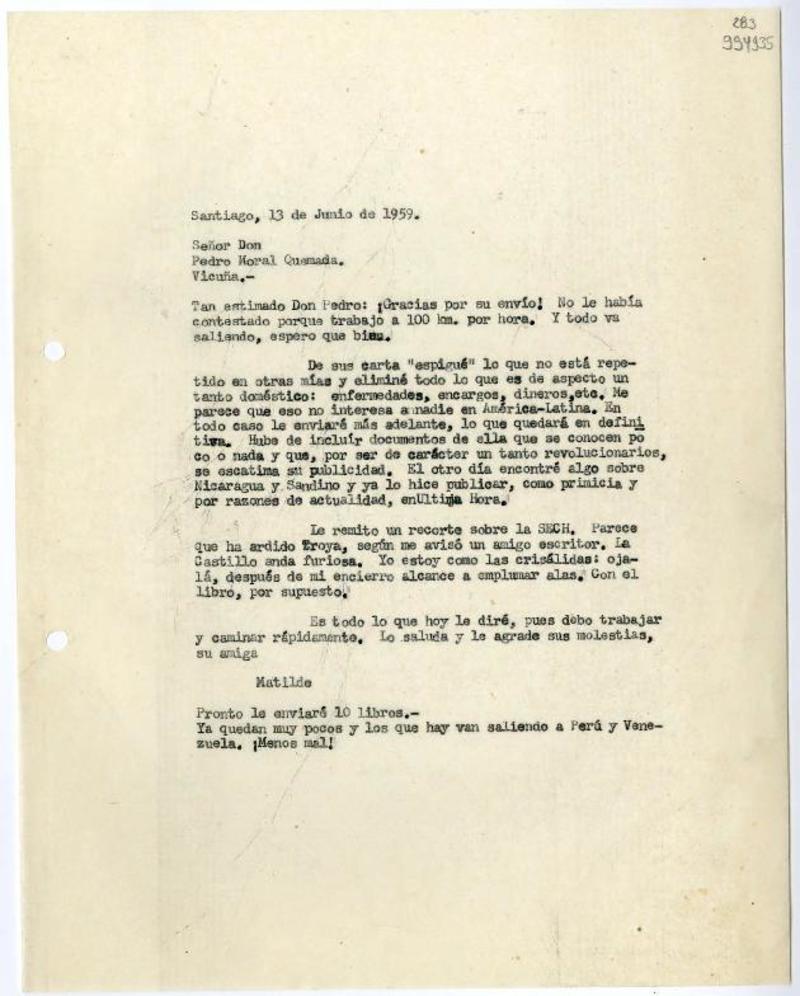 283
994935
Santiago, 13 de Junio de 1959.
Señor Don
Pedro Moral Quemada.
Vicuña.-
Tan estimado Don Pedro: ¡Gracias por su envío! No le había
contestado porque trabajo a 100 km. por hora. Y todo va
saliendo, espero que bien.
De sus carta "espigué" lo que no está repe-
tido en otras mías y eliminé todo lo que es de aspecto un
tanto doméstico: enfermedades, encargos, dineros,etc. Me
parece que eso no interesa a nadie en América-Latina. En
todo caso le enviaré más adelante, lo que quedará en defini
tiva. Hube de incluír documentos de ella que se conocen po
co o nada y que, por ser de carácter un tanto revolucionarios,
se escatima su publicidad. El otro día encontré algo sobre
Nicaragua y Sandino y ya lo hice publicar, como primicia y
por razones de actualidad, enUltima Hora.
Le remito un recorte sobre la SECH. Parece
que ha ardido Troya, según me avisó un amigo escritor. La
Castillo anda furiosa. Yo estoy como las crisálidas: oja-
lá, después de mi encierro alcance a emplumar alas. Con el
libro, por supuesto.
Es todo lo que hoy le diré, pues debo trabajar
y caminar rápidamente. Lo saluda y le agrade sus molestias,
su amiga
Matilde
Pronto le enviaré 10 libros.-
Ya quedan muy pocos y los que hay van saliendo a Perú y Vene-
zuela. ¡Menos mal!